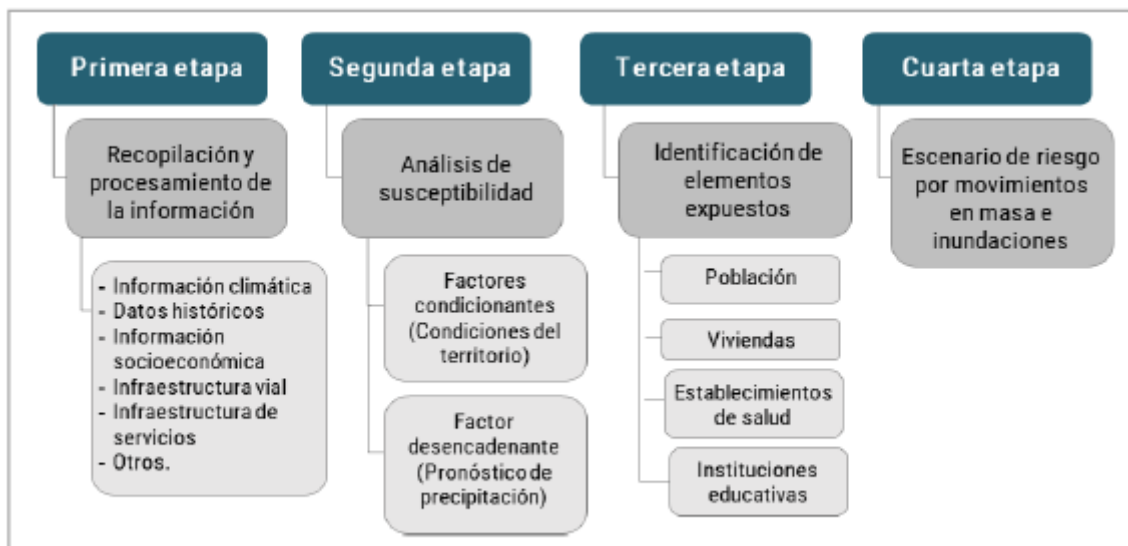 Primera etapa
Recopilación y
procesamiento de
la información
- Información climática
- Datos históricos
- Información
socioeconómica
- Infraestructura vial
- Infraestructura de
servicios
- Otros.
Segunda etapa
Análisis de
susceptibilidad
Factores
condicionantes
(Condiciones del
territorio)
Factor
desencadenante
(Pronóstico de
precipitación)
Tercera etapa
Identificación de
elementos
expuestos
Población
Viviendas
Establecimientos
de salud
Instituciones
educativas
Cuarta etapa
Escenario de riesgo
por movimientos
en masa e
inundaciones